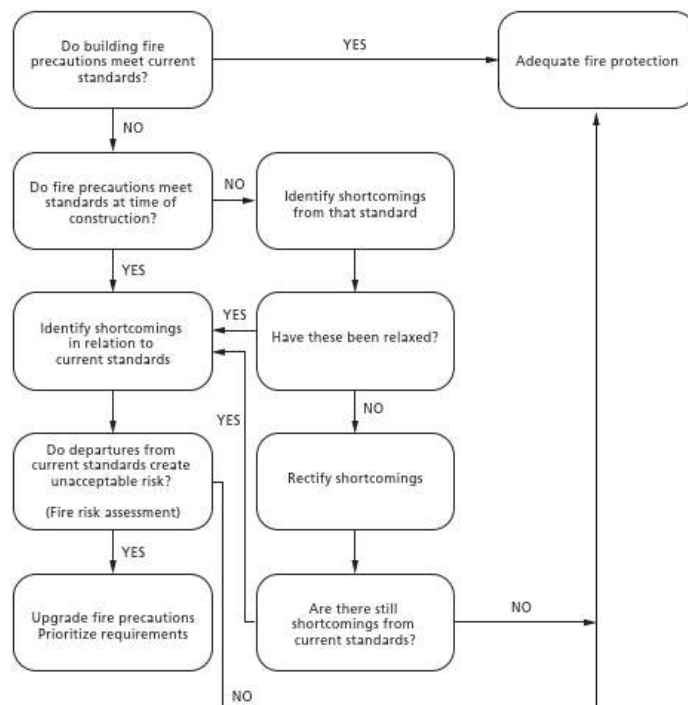 Do building fire
precautions meet current
standards?
YES
Adequate fire protection
NO
Do fire precautions meet
standards at time of
construction?
NO
Identify shortcomings
from that standard
YES
Identify shortcomings
in relation to
current standards
YES
Have these been relaxed?
YES
NO
Do departures from
current standards create
unacceptable risk?
(Fire risk assessment)
Rectify shortcomings
YES
Upgrade fire precautions
Prioritize requirements
Are there still
shortcomings from
current standards?
NO
NO